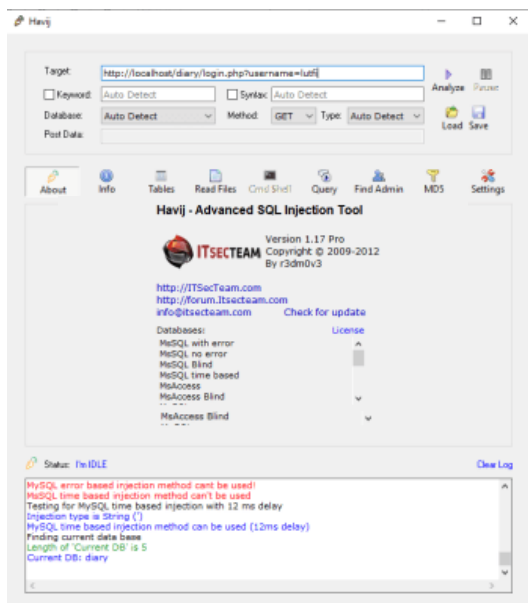 Havij
Target: http://localhost/diary/login.php?username=lutfi
Analyze Pause
Keyword: Auto Detect Syntax: Auto Detect
Database: Auto Detect Method: GET Type: Auto Detect
Load Save
Post Data:
About Info Tables Read Files Cmd Shell Query Find Admin MD5 Settings
Havij - Advanced SQL Injection Tool
ITSECTEAM
Version 1.17 Pro
Copyright © 2009-2012
By r3dm0v3
http://ITSecTeam.com
http://forum.Itsecteam.com
info@itsecteam.com Check for update
Databases: License
MsSQL with error
MsSQL no error
MsSQL Blind
MsSQL time based
MsAccess
MsAccess Blind
MsAccess Blind
Status: I'm IDLE Clear Log
MySQL error based injection method cant be used!
MsSQL time based injection method can't be used
Testing for MySQL time based injection with 12 ms delay
Injection type is String (')
MySQL time based injection method can be used (12ms delay)
Finding current data base
Length of 'Current DB' is 5
Current DB: diary